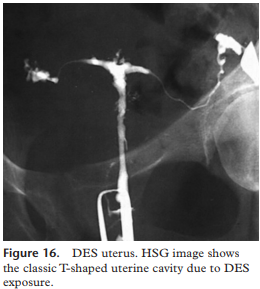 Figure 16. DES uterus. HSG image shows
the classic T-shaped uterine cavity due to DES
exposure.